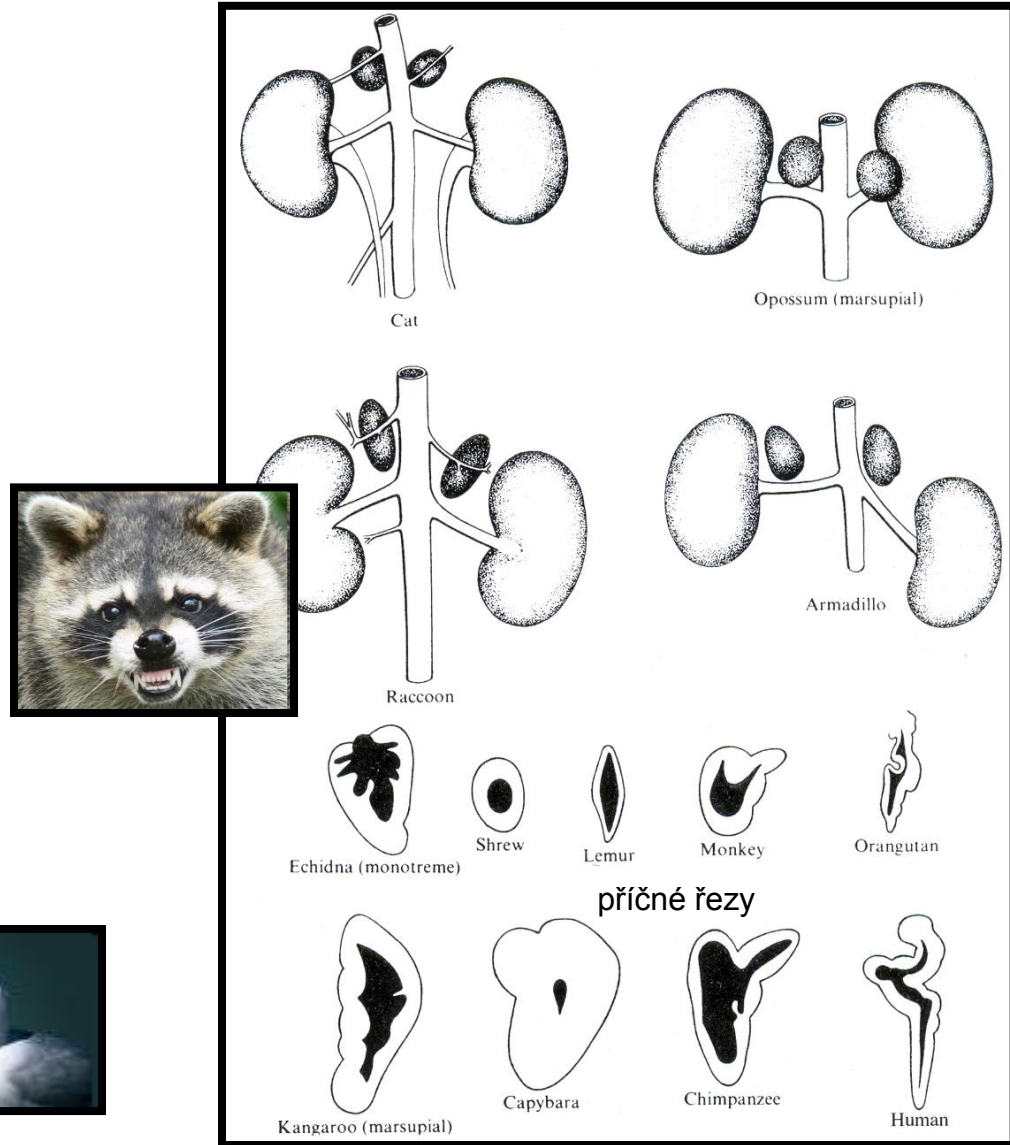 Cat
Opossum (marsupial)
Armadillo
Raccoon
Echidna (monotreme)
Shrew
Lemur
Monkey
Orangutan
příčné řezy
Kangaroo (marsupial)
Capybara
Chimpanzee
Human